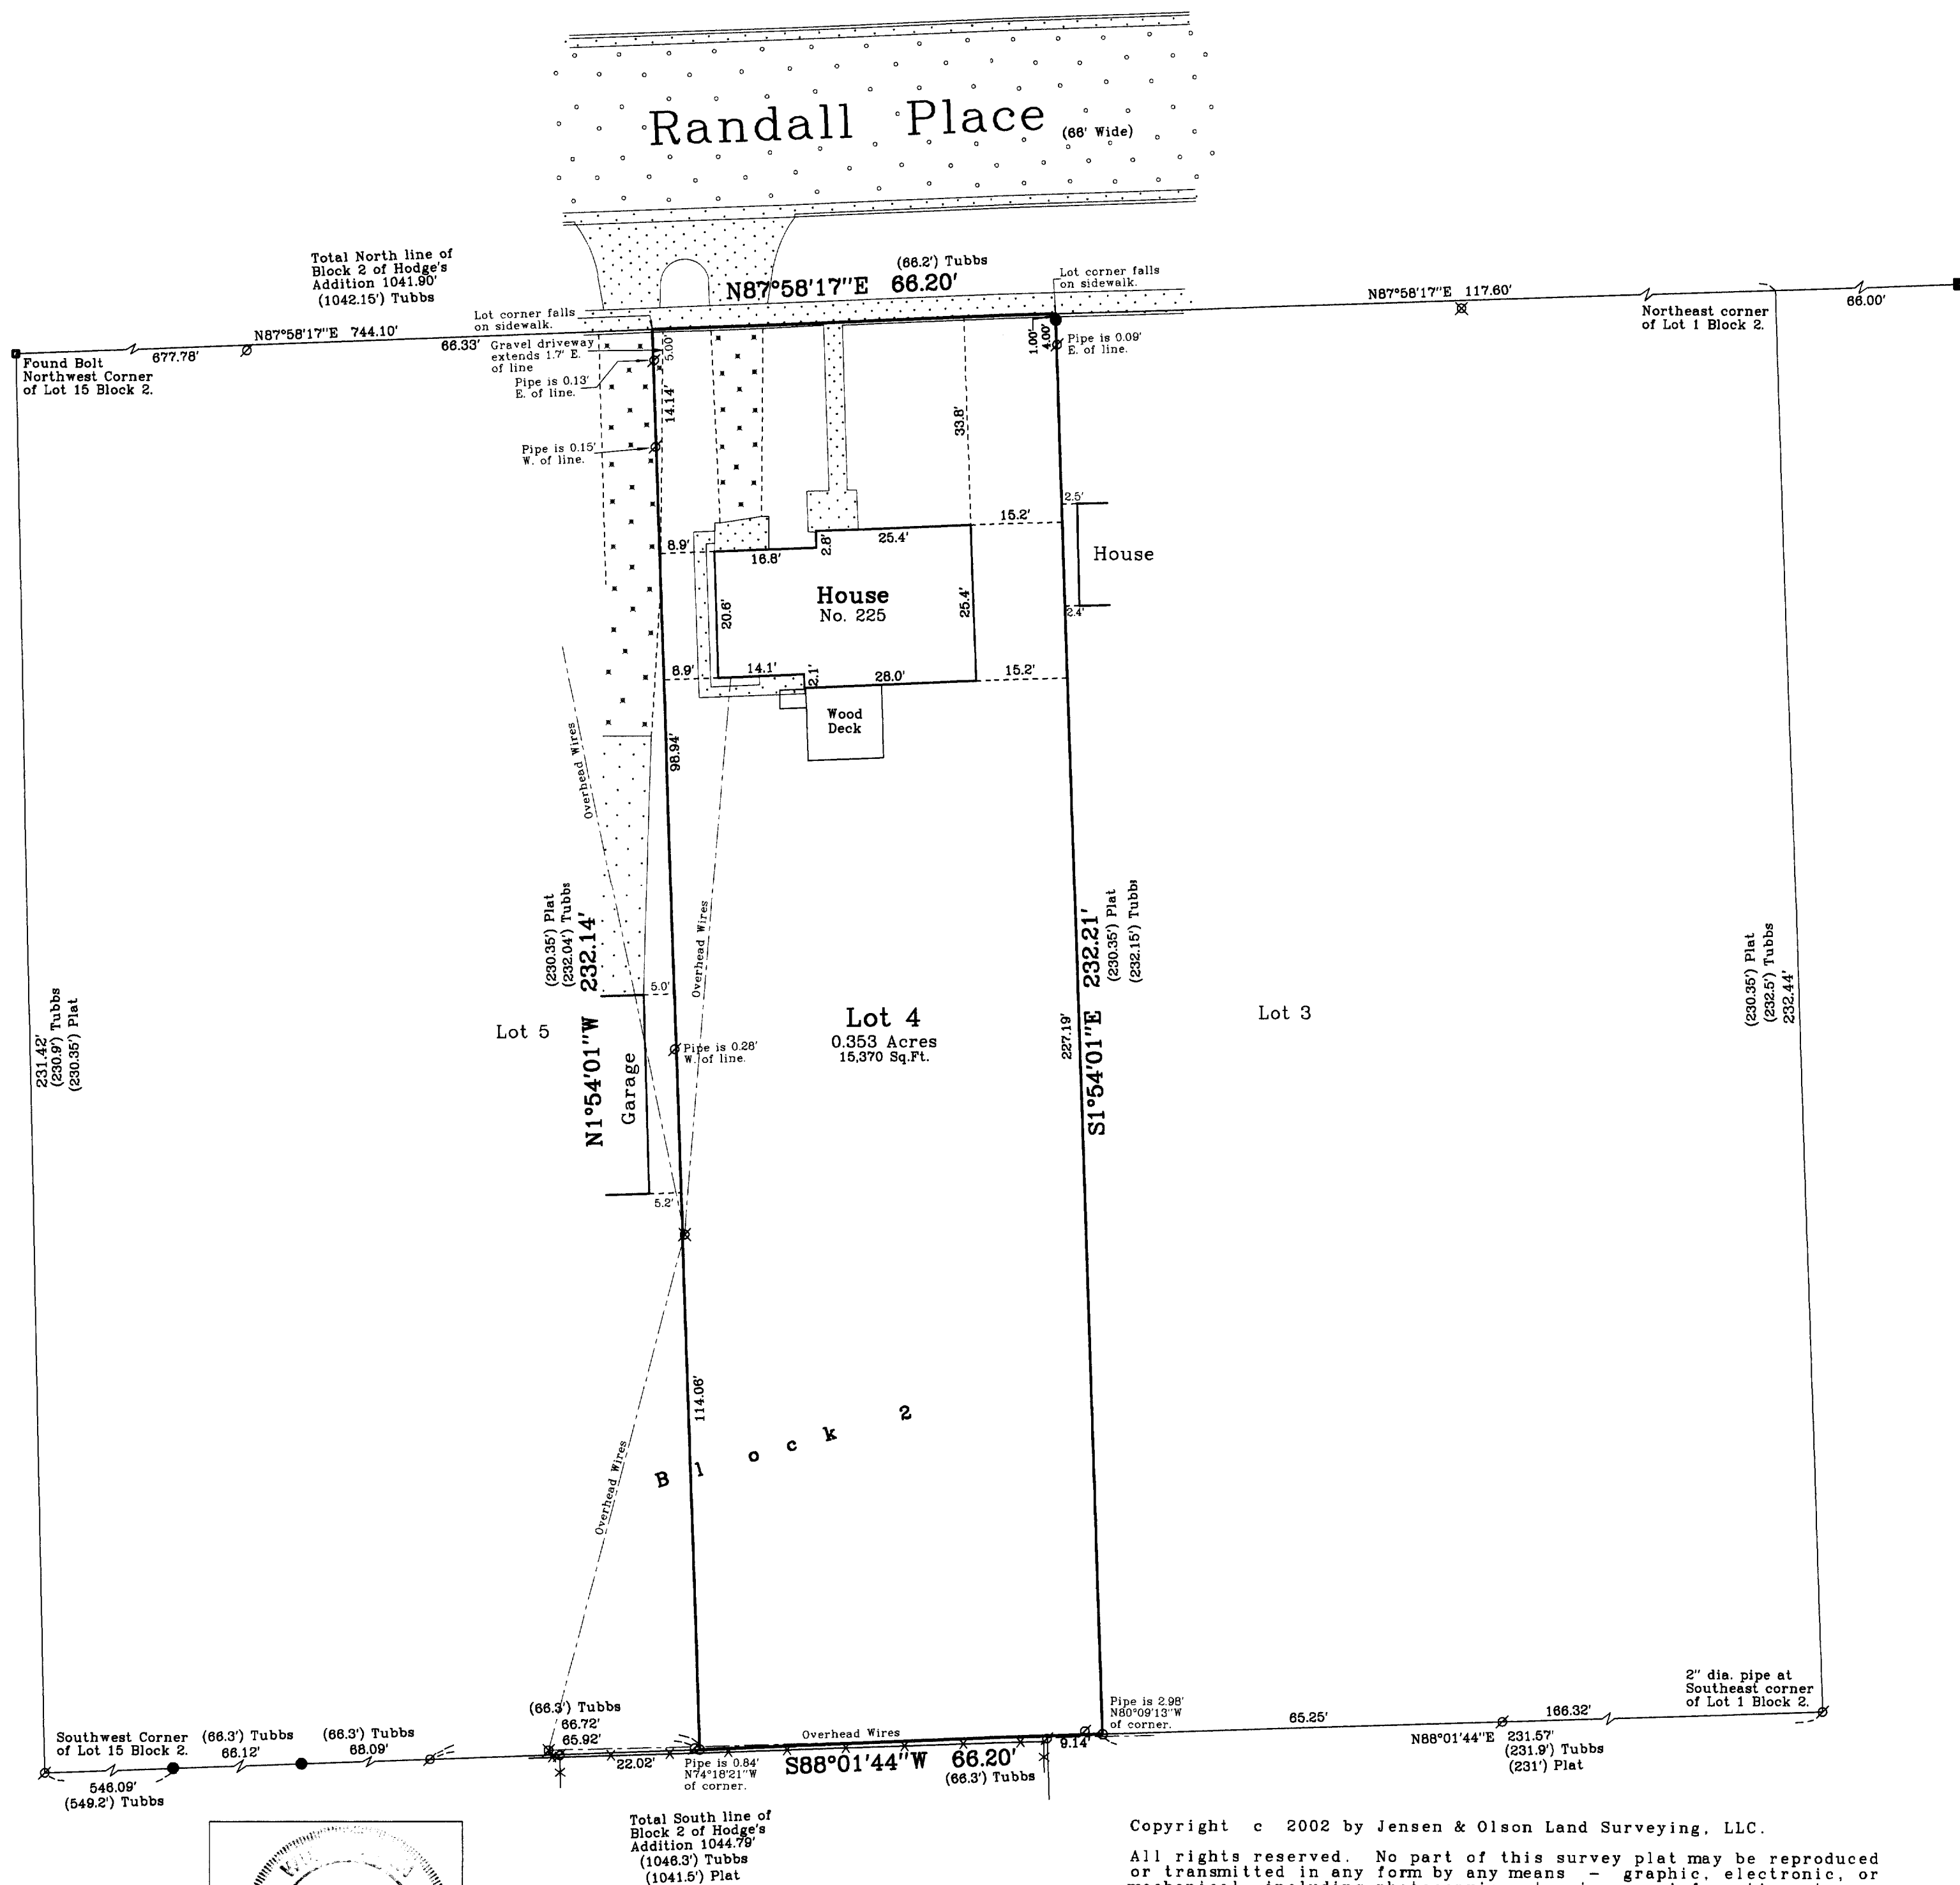 Randall Place (66' Wide)
Total North line of
Block 2 of Hodge's
Addition 1041.90'
(1042.15') Tubbs
(66.2') Tubbs
N87°58'17"E 66.20'
Lot corner falls
on sidewalk.
N87°58'17"E 117.60'
66.00'
Northeast corner
of Lot 1 Block 2.
Lot corner falls
on sidewalk.
N87°58'17"E 744.10'
677.78'
66.33'
Found Bolt
Northwest Corner
of Lot 15 Block 2.
Gravel driveway
extends 1.7' E.
of line
Pipe is 0.13'
E. of line.
5.00'
14.14'
1.00'
4.00'
Pipe is 0.09'
E. of line.
33.8'
Pipe is 0.15'
W. of line.
2.5'
15.2'
8.9'
16.8'
2.8'
25.4'
House
House
No. 225
20.6'
25.4'
2.4'
8.9'
14.1'
2.1'
28.0'
15.2'
Wood
Deck
Overhead Wires
98.94'
Overhead Wires
(230.35') Plat
(232.04') Tubbs
N1°54'01"W 232.14'
5.0'
Lot 5
Garage
Pipe is 0.28'
W. of line.
5.2'
Lot 4
0.353 Acres
15,370 Sq.Ft.
227.19'
S1°54'01"E 232.21'
(230.35') Plat
(232.15') Tubbs
Lot 3
(230.35') Plat
(232.5') Tubbs
232.44'
231.42'
(230.9') Tubbs
(230.35') Plat
114.06'
Block 2
Overhead Wires
(66.3') Tubbs
66.72'
65.92'
Southwest Corner
of Lot 15 Block 2.
(66.3') Tubbs
66.12'
(66.3') Tubbs
68.09'
546.09'
(549.2') Tubbs
22.02'
Pipe is 0.84'
N74°18'21"W
of corner.
Overhead Wires
S88°01'44"W 66.20'
(66.3') Tubbs
9.14'
Pipe is 2.98'
N80°09'13"W
of corner.
65.25'
166.32'
N88°01'44"E 231.57'
(231.9') Tubbs
(231') Plat
2" dia. pipe at
Southeast corner
of Lot 1 Block 2.
Total South line of
Block 2 of Hodge's
Addition 1044.79'
(1046.3') Tubbs
(1041.5') Plat
Copyright c 2002 by Jensen & Olson Land Surveying, LLC.
All rights reserved. No part of this survey plat may be reproduced
or transmitted in any form by any means - graphic, electronic, or